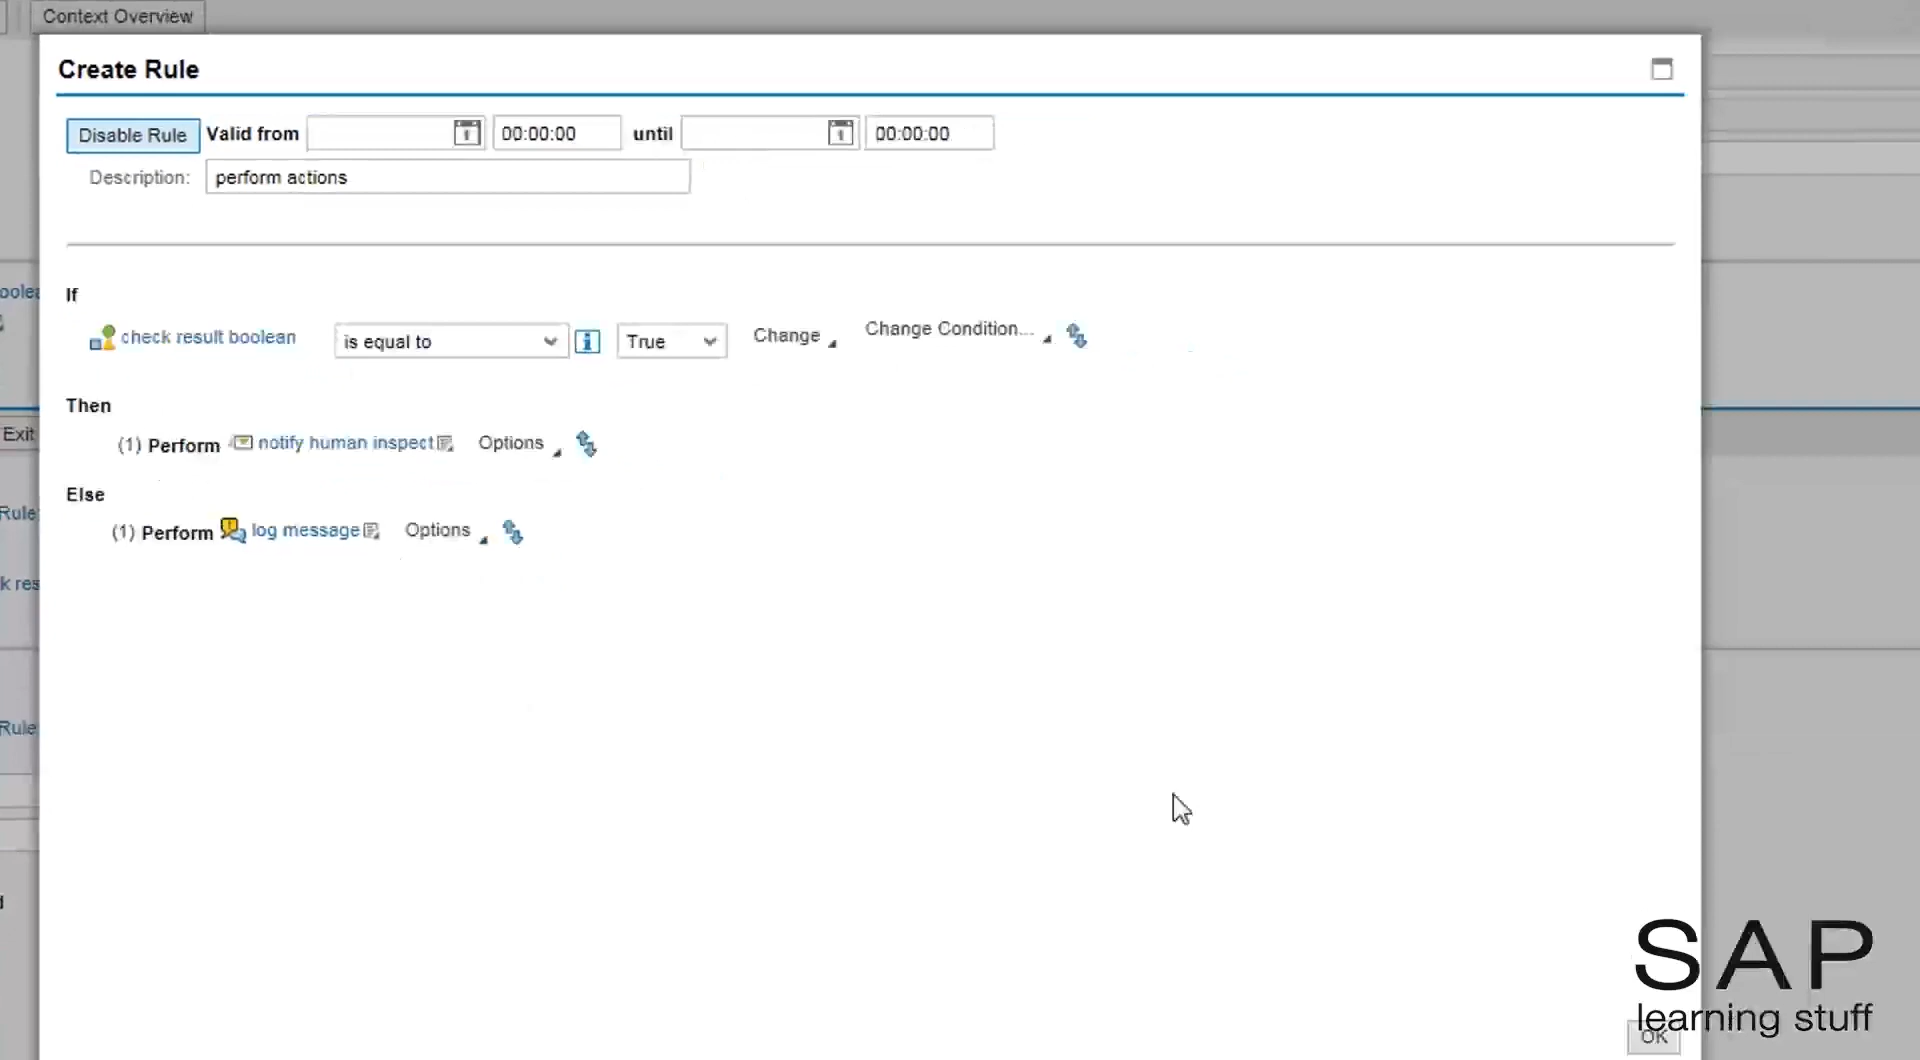 Context Overview
Create Rule
Disable Rule Valid from 00:00:00 until 00:00:00
Description: perform actions
If
check result boolean is equal to True Change Change Condition...
Then
(1) Perform notify human inspect Options
Exit
Else
(1) Perform log message Options
Rule
k res
Rule
SAP
learning stuff
OK